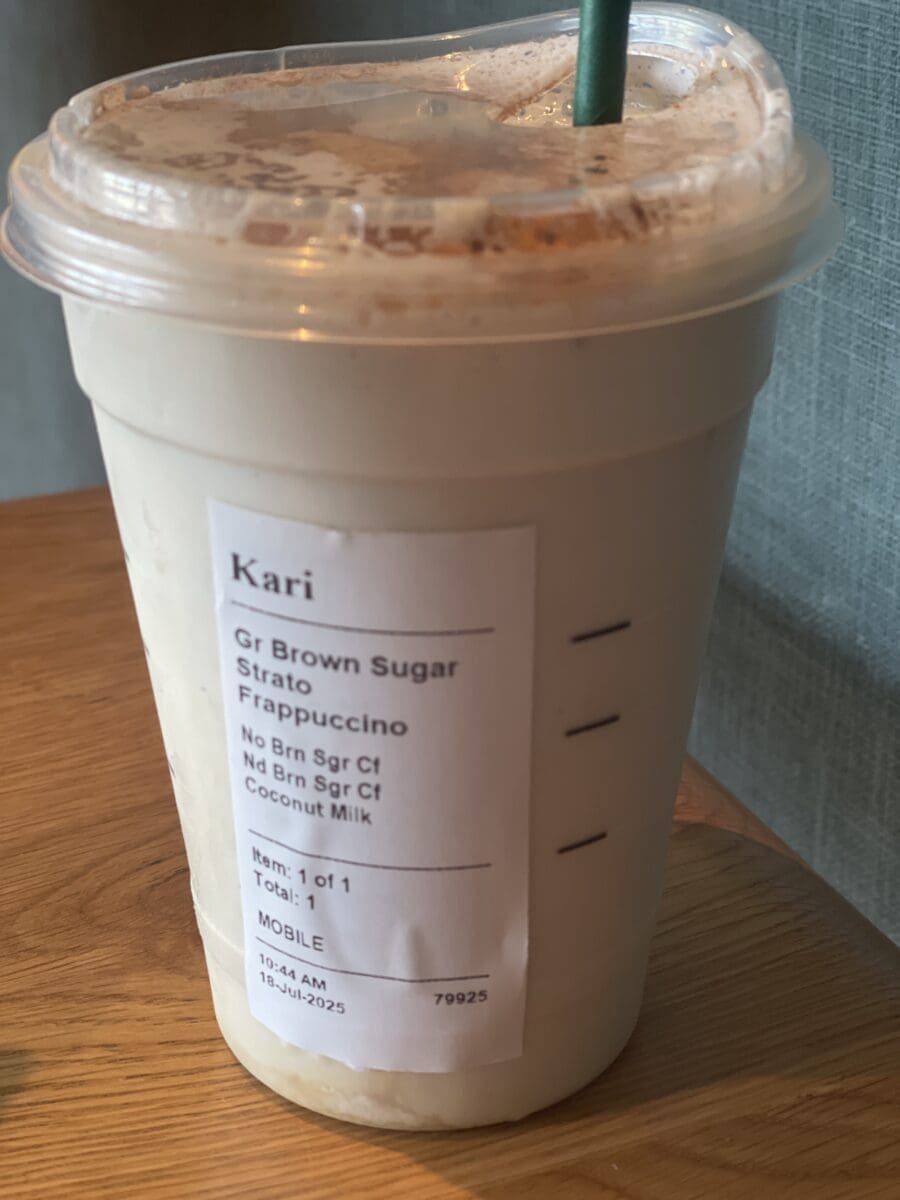 Kari
Gr Brown Sugar
Strato
Frappuccino
No Brn Sgr Cf
Nd Brn Sgr Cf
Coconut Milk
Item: 1 of 1
Total: 1
MOBILE
10:44 AM
18-Jul-2025 79925